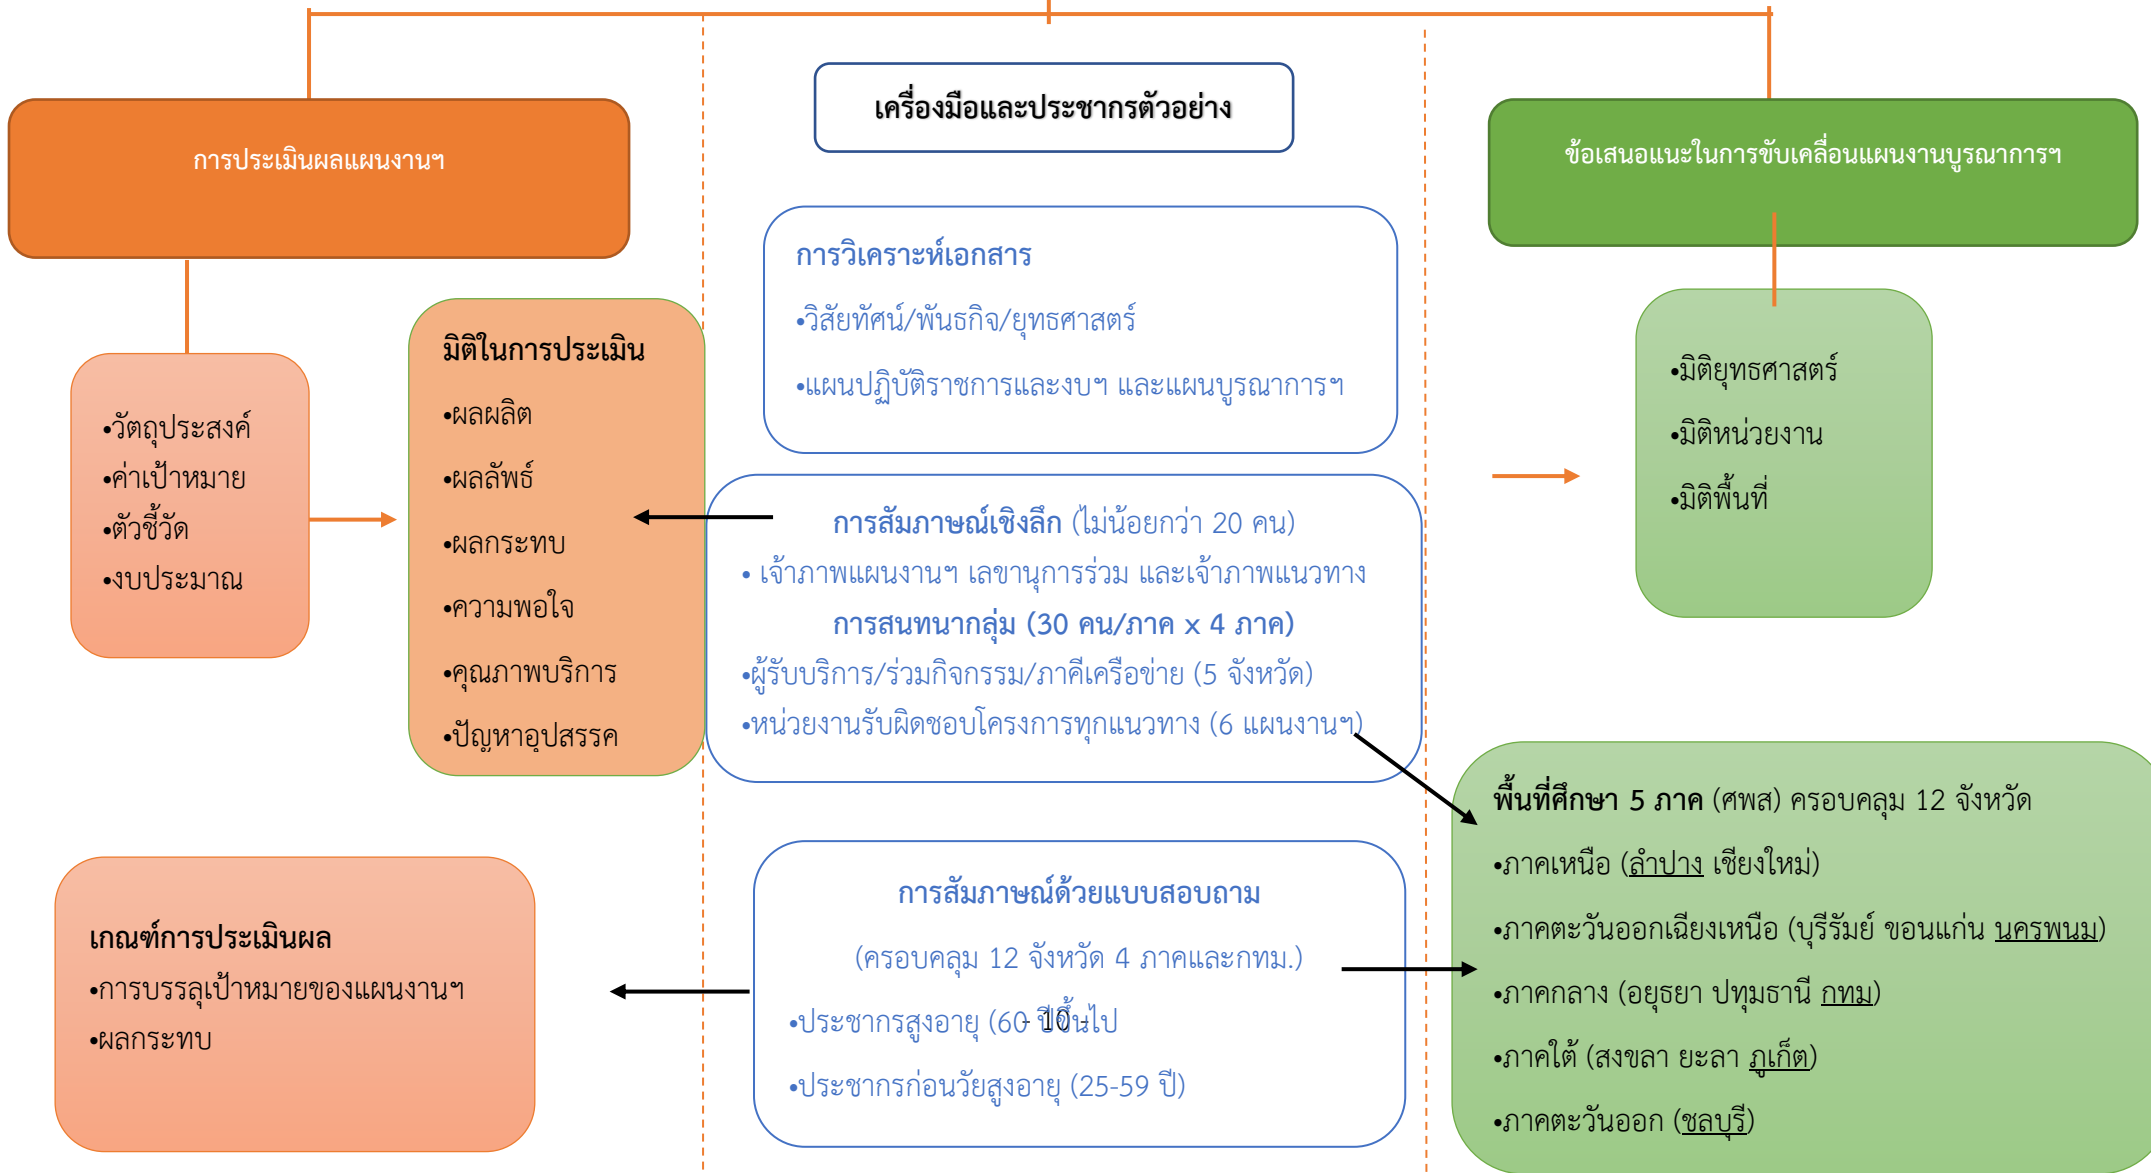 เครื่องมือและประชากรตัวอย่าง
การประเมินผลแผนงานฯ
ข้อเสนอแนะในการขับเคลื่อนแผนงานบูรณาการฯ
•วัตถุประสงค์
•ค่าเป้าหมาย
•ตัวชี้วัด
•งบประมาณ
มิติในการประเมิน
•ผลผลิต
•ผลลัพธ์
•ผลกระทบ
•ความพอใจ
•คุณภาพบริการ
•ปัญหาอุปสรรค
เกณฑ์การประเมินผล
•การบรรลุเป้าหมายของแผนงานฯ
•ผลกระทบ
การวิเคราะห์เอกสาร
•วิสัยทัศน์/พันธกิจ/ยุทธศาสตร์
•แผนปฏิบัติราชการและงบฯ และแผนบูรณาการฯ
การสัมภาษณ์เชิงลึก (ไม่น้อยกว่า 20 คน)
• เจ้าภาพแผนงานฯ เลขานุการร่วม และเจ้าภาพแนวทาง
การสนทนากลุ่ม (30 คน/ภาค x 4 ภาค)
•ผู้รับบริการ/ร่วมกิจกรรม/ภาคีเครือข่าย (5 จังหวัด)
•หน่วยงานรับผิดชอบโครงการทุกแนวทาง (6 แผนงานฯ)
การสัมภาษณ์ด้วยแบบสอบถาม
(ครอบคลุม 12 จังหวัด 4 ภาคและกทม.)
•ประชากรสูงอายุ (60 ปีขึ้นไป
- 10 -
•ประชากรก่อนวัยสูงอายุ (25-59 ปี)
•มิติยุทธศาสตร์
•มิติหน่วยงาน
•มิติพื้นที่
พื้นที่ศึกษา 5 ภาค (ศพส) ครอบคลุม 12 จังหวัด
•ภาคเหนือ (ลำปาง เชียงใหม่)
•ภาคตะวันออกเฉียงเหนือ (บุรีรัมย์ ขอนแก่น นครพนม)
•ภาคกลาง (อยุธยา ปทุมธานี กทม)
•ภาคใต้ (สงขลา ยะลา ภูเก็ต)
•ภาคตะวันออก (ชลบุรี)